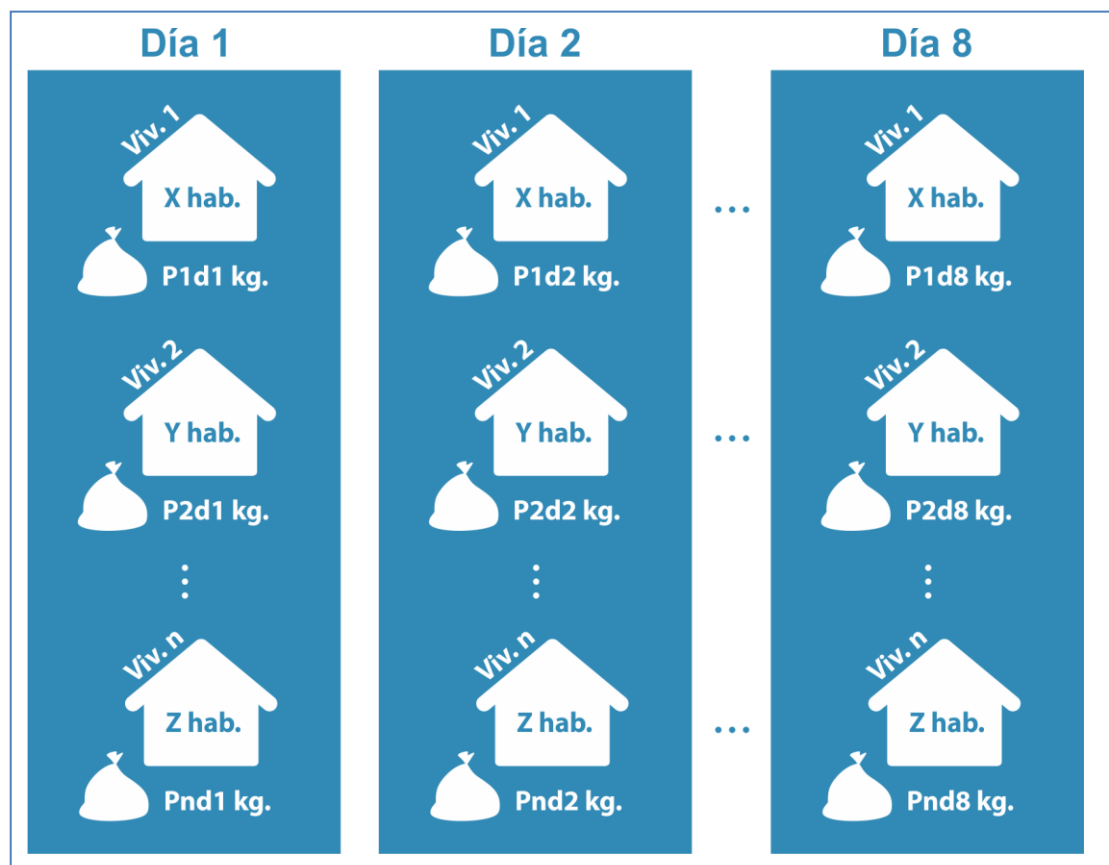 Día 1
Viv. 1
X hab.
P1d1 kg.
Viv. 2
Y hab.
P2d1 kg.
⋮
Viv. n
Z hab.
Pnd1 kg.
Día 2
Viv. 1
X hab.
P1d2 kg.
Viv. 2
Y hab.
P2d2 kg.
⋮
Viv. n
Z hab.
Pnd2 kg.
...
...
...
Día 8
Viv. 1
X hab.
P1d8 kg.
Viv. 2
Y hab.
P2d8 kg.
⋮
Viv. n
Z hab.
Pnd8 kg.